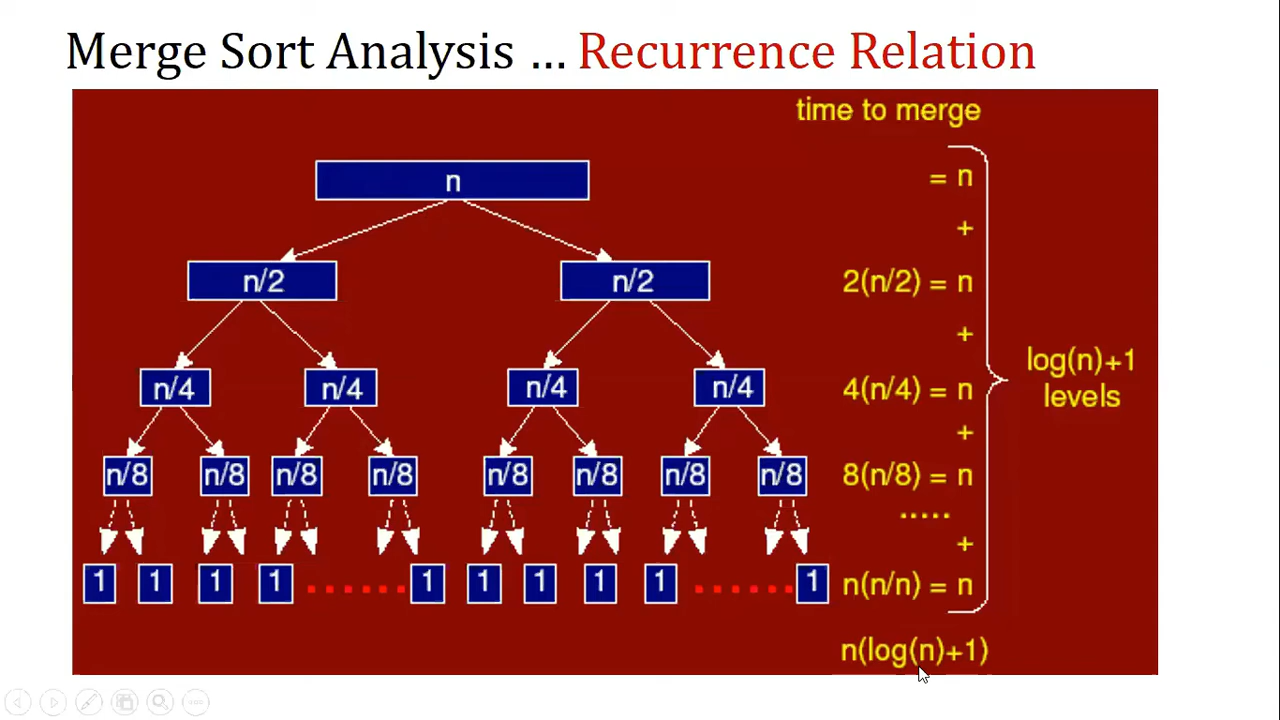 Merge Sort Analysis ... Recurrence Relation
time to merge
n
= n
+
n/2 n/2
2(n/2) = n
+
n/4 n/4 n/4 n/4
4(n/4) = n
+
log(n)+1
levels
n/8 n/8 n/8 n/8 n/8 n/8 n/8 n/8
8(n/8) = n
.....
+
1 1 1 1 ....... 1 1 1 1 1 ....... 1
n(n/n) = n
n(log(n)+1)